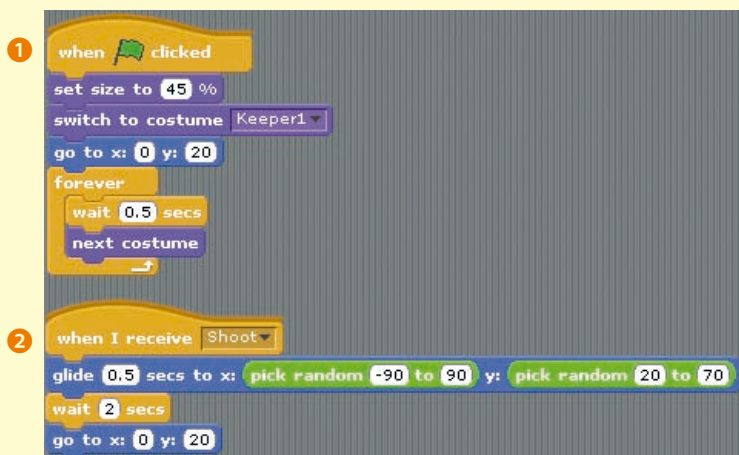 1
when clicked
set size to 45 %
switch to costume Keeper1
go to x: 0 y: 20
forever
wait 0.5 secs
next costume
2
when I receive Shoot
glide 0.5 secs to x: pick random -90 to 90 y: pick random 20 to 70
wait 2 secs
go to x: 0 y: 20